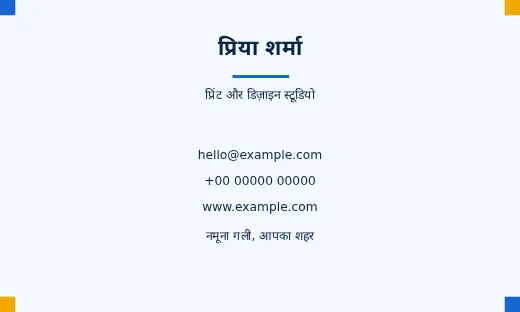 प्रिया शर्मा
प्रिंट और डिज़ाइन स्टूडियो
hello@example.com
+00 00000 00000
www.example.com
नमूना गली, आपका शहर